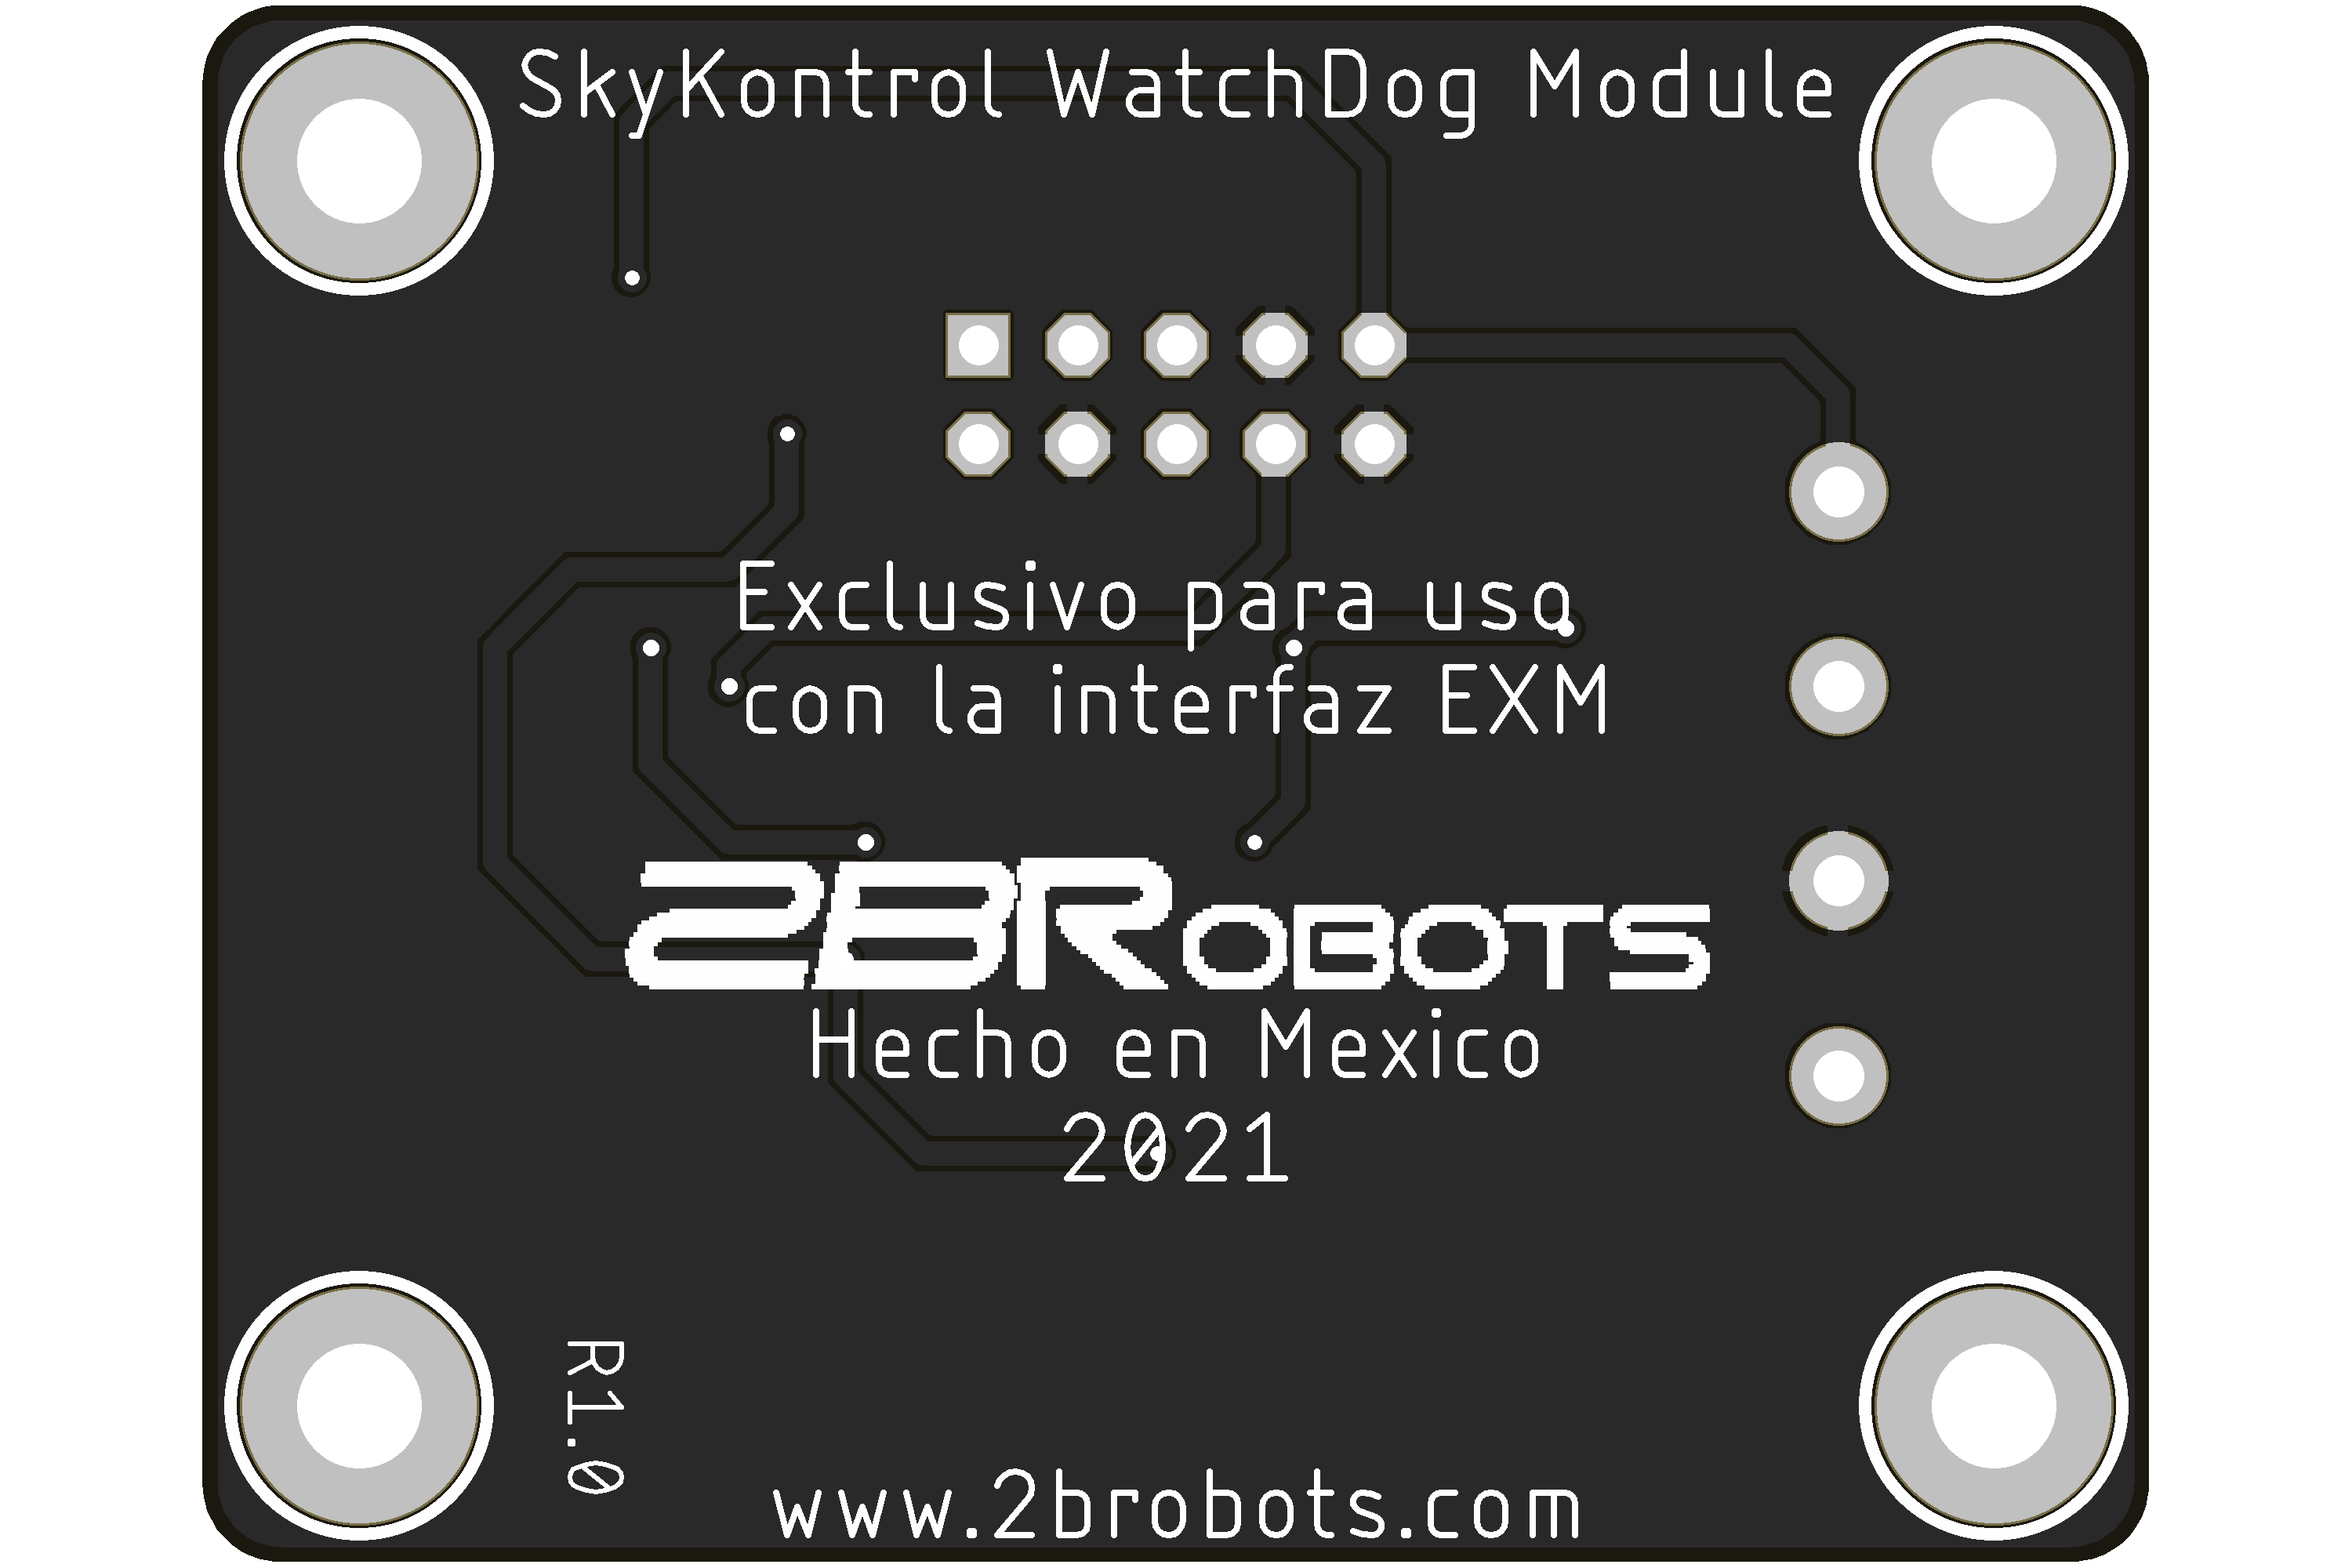 SkyKontrol WatchDog Module
Exclusivo para uso
con la interfaz EXM
2BROBOTS
Hecho en Mexico
2021
R1.0
www.2brobots.com